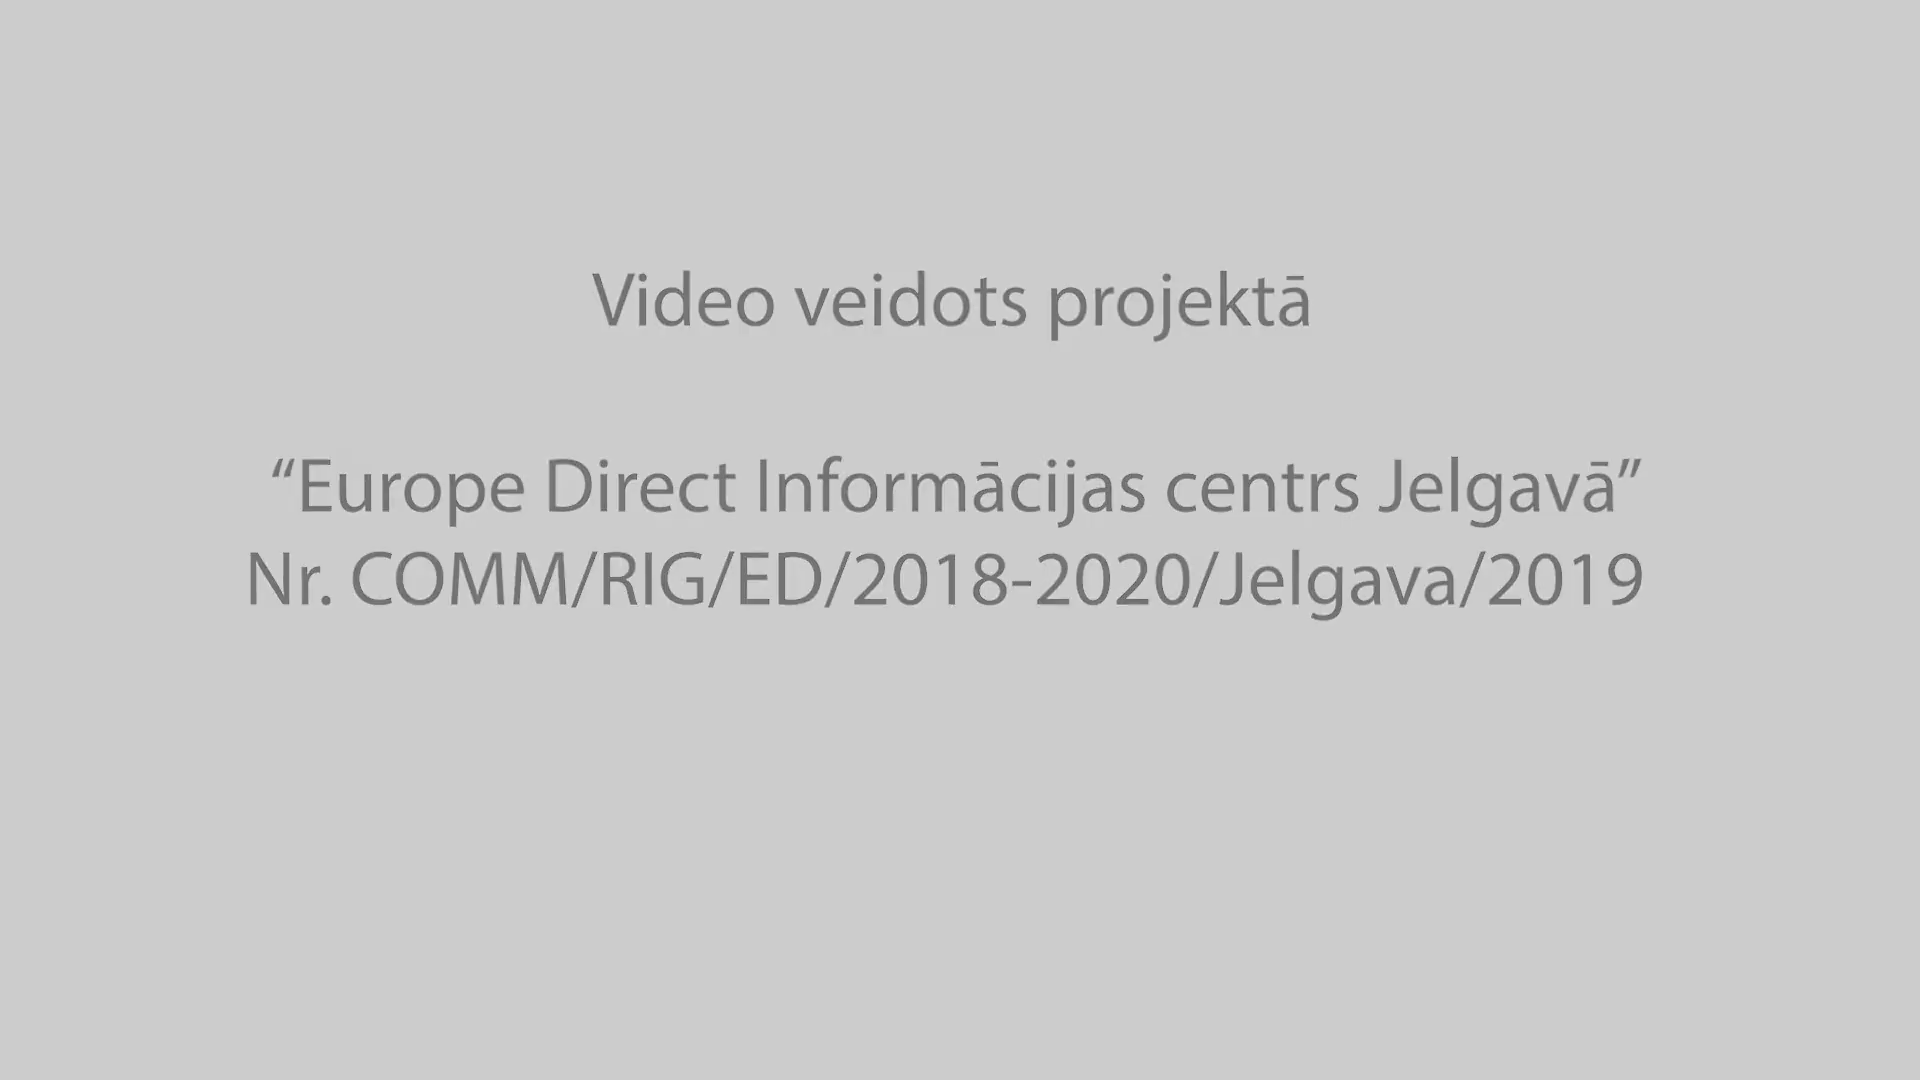 Video veidots projektā
“Europe Direct Informācijas centrs Jelgavā”
Nr. COMM/RIG/ED/2018-2020/Jelgava/2019